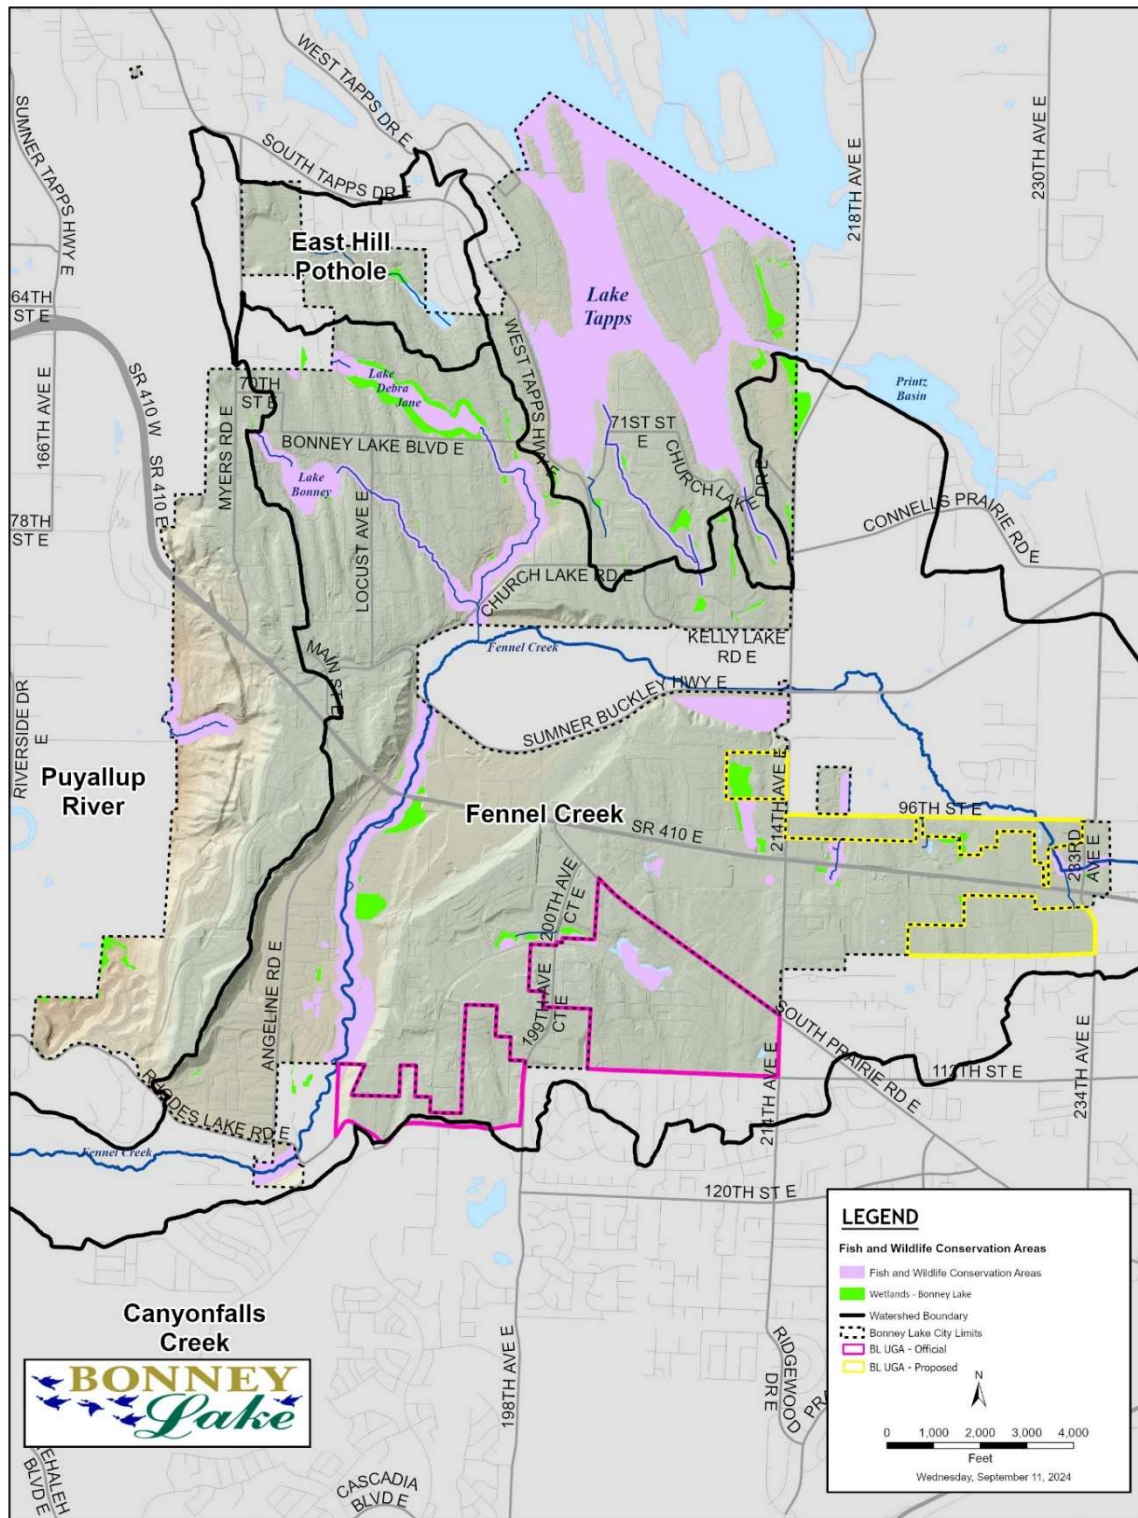 WEST TAPPS DR E
SUMNER TAPPS HWY E
SOUTH TAPPS DR E
218TH AVE E
230TH AVE E
East Hill
Pothole
Lake
Tapps
64TH
ST E
166TH AVE E
SR 410 W
SR 410 E
WEST TAPPS HWY E
Printz
Basin
70TH
ST E
Lake
Debra
Jane
MYERS RD E
BONNEY LAKE BLVD E
71ST ST
E
CHURCH LAKE DR E
Lake
Bonney
LOCUST AVE E
CONNELLS PRAIRIE RD E
78TH
ST E
CHURCH LAKE RD E
KELLY LAKE
RD E
Fennel Creek
MAIN ST E
SUMNER BUCKLEY HWY E
RIVERSIDE DR
E
Puyallup
River
Fennel Creek
SR 410 E
214TH AVE E
96TH ST E
233RD
AVE E
200TH AVE
CT E
ANGELINE RD E
199TH AVE
CT E
SOUTH PRAIRIE RD E
112TH ST E
214TH AVE E
234TH AVE E
RHODES LAKE RD E
Fennel Creek
120TH ST E
198TH AVE E
RIDGEWOOD
DR E
Canyonfalls
Creek
BONNEY
Lake
EHALEH
BLVD E
CASCADIA
BLVD E
LEGEND
Fish and Wildlife Conservation Areas
Fish and Wildlife Conservation Areas
Wetlands - Bonney Lake
Watershed Boundary
Bonney Lake City Limits
BL UGA - Official
BL UGA - Proposed
N
0 1,000 2,000 3,000 4,000
Feet
Wednesday, September 11, 2024